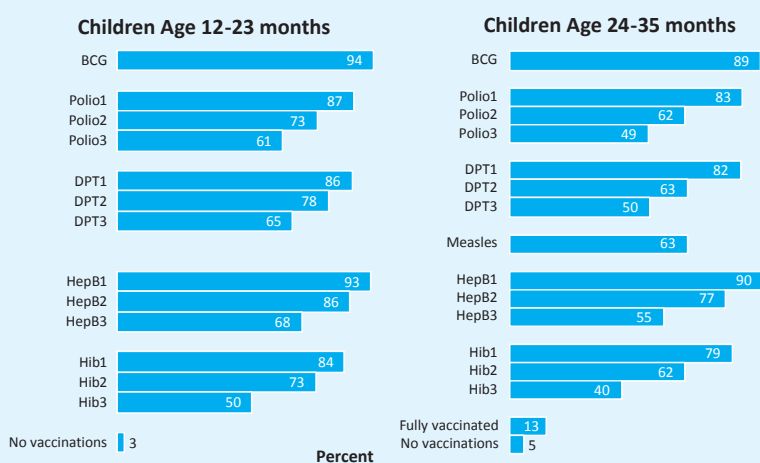 Children Age 12-23 months
BCG 94
Polio1 87
Polio2 73
Polio3 61
DPT1 86
DPT2 78
DPT3 65
HepB1 93
HepB2 86
HepB3 68
Hib1 84
Hib2 73
Hib3 50
No vaccinations 3
Percent
Children Age 24-35 months
BCG 89
Polio1 83
Polio2 62
Polio3 49
DPT1 82
DPT2 63
DPT3 50
Measles 63
HepB1 90
HepB2 77
HepB3 55
Hib1 79
Hib2 62
Hib3 40
Fully vaccinated 13
No vaccinations 5